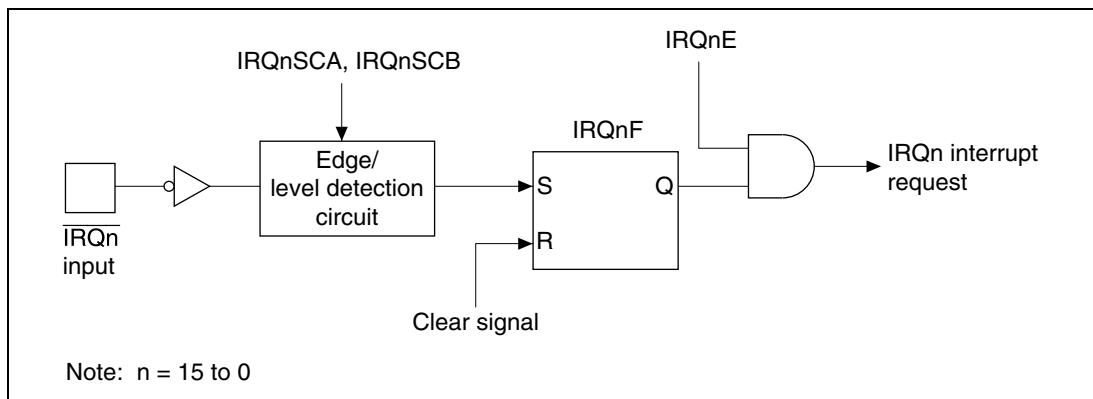 IRQnE
IRQnSCA, IRQnSCB
IRQnF
Edge/
level detection
circuit
S
Q
R
IRQn interrupt
request
IRQn
input
Clear signal
Note: n = 15 to 0